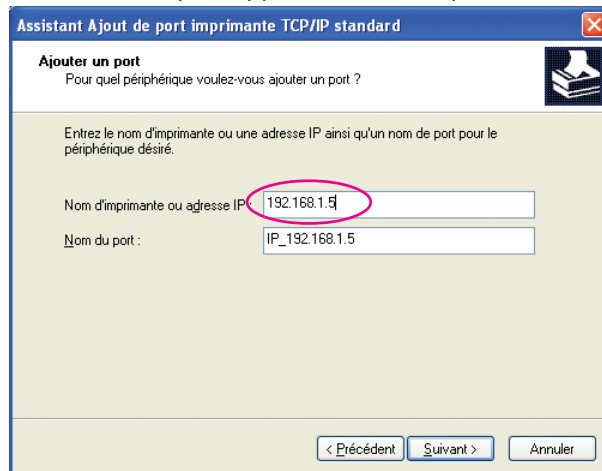 Assistant Ajout de port imprimante TCP/IP standard
Ajouter un port
Pour quel périphérique voulez-vous ajouter un port ?
Entrez le nom d'imprimante ou une adresse IP ainsi qu'un nom de port pour le
périphérique désiré.
Nom d'imprimante ou adresse IP : 192.168.1.5
Nom du port : IP_192.168.1.5
< Précédent Suivant > Annuler